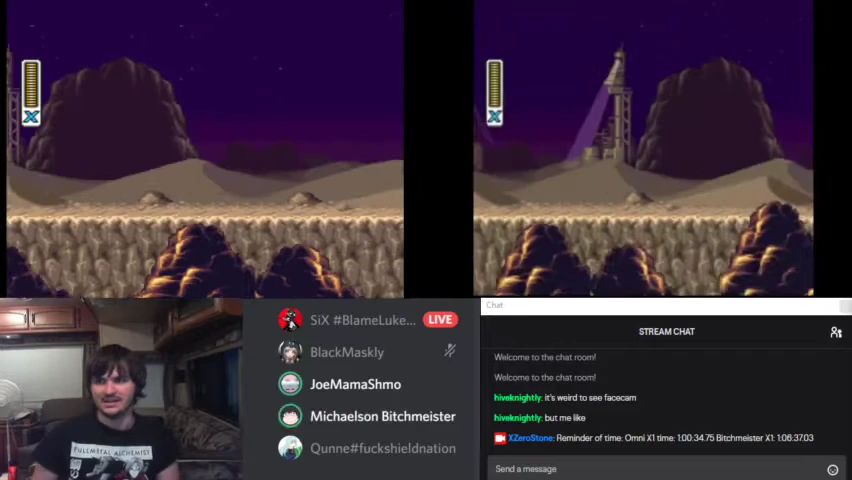 X
X
SiX #BlameLuke...
LIVE
BlackMaskly
JoeMamaShmo
Michaelson Bitchmeister
Qunne#fuckshieldnation
FULLMETAL ALCHEMIST
Chat
STREAM CHAT
Welcome to the chat room!
Welcome to the chat room!
hiveknightly: it's weird to see facecam
hiveknightly: but me like
XZeroStone: Reminder of time: Omni X1 time: 1:00:34.75 Bitchmeister X1: 1:06:37.03
Send a message